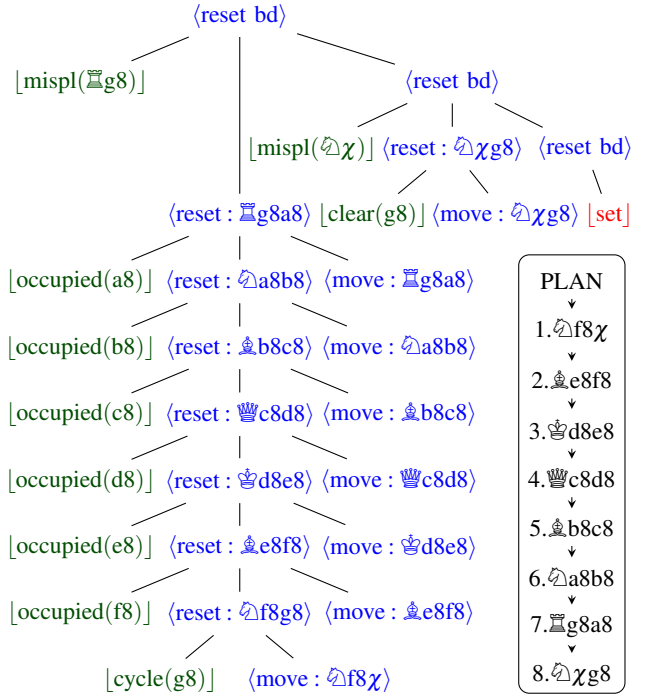 ⟨reset bd⟩
⌊mispl(♖g8)⌋ ⟨reset bd⟩
⌊mispl(♘χ)⌋ ⟨reset : ♘χg8⟩ ⟨reset bd⟩
⟨reset : ♖g8a8⟩ ⌊clear(g8)⌋ ⟨move : ♘χg8⟩ ⌊set⌋
⌊occupied(a8)⌋ ⟨reset : ♘a8b8⟩ ⟨move : ♖g8a8⟩
⌊occupied(b8)⌋ ⟨reset : ♗b8c8⟩ ⟨move : ♘a8b8⟩
⌊occupied(c8)⌋ ⟨reset : ♕c8d8⟩ ⟨move : ♗b8c8⟩
⌊occupied(d8)⌋ ⟨reset : ♔d8e8⟩ ⟨move : ♕c8d8⟩
⌊occupied(e8)⌋ ⟨reset : ♗e8f8⟩ ⟨move : ♔d8e8⟩
⌊occupied(f8)⌋ ⟨reset : ♘f8g8⟩ ⟨move : ♗e8f8⟩
⌊cycle(g8)⌋ ⟨move : ♘f8χ⟩
PLAN
1.♘f8χ
2.♗e8f8
3.♔d8e8
4.♕c8d8
5.♗b8c8
6.♘a8b8
7.♖g8a8
8.♘χg8